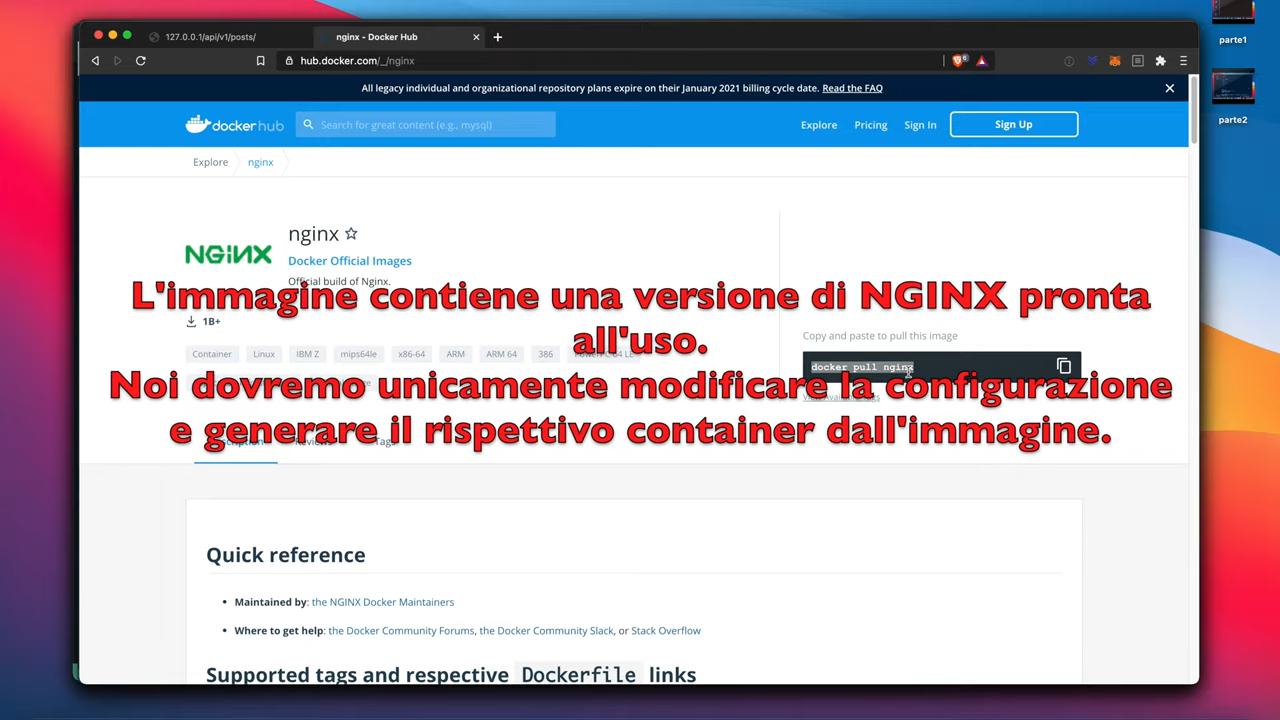 parte1
parte2
127.0.0.1/api/v1/posts/
nginx - Docker Hub
hub.docker.com/_/nginx
6
All legacy individual and organizational repository plans expire on their January 2021 billing cycle date. Read the FAQ
docker hub
Search for great content (e.g., mysql)
Explore
Pricing
Sign In
Sign Up
Explore
nginx
NGINX
nginx
Docker Official Images
Official build of Nginx.
L'immagine contiene una versione di NGINX pronta
all'uso.
Noi dovremo unicamente modificare la configurazione
e generare il rispettivo container dall'immagine.
1B+
Copy and paste to pull this image
Container
Linux
IBM Z
mips64le
x86-64
ARM
ARM 64
386
docker pull nginx
Tags
Quick reference
• Maintained by: the NGINX Docker Maintainers
• Where to get help: the Docker Community Forums, the Docker Community Slack, or Stack Overflow
Supported tags and respective Dockerfile links